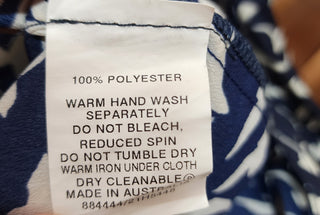 100% POLYESTER
WARM HAND WASH
SEPARATELY
DO NOT BLEACH,
REDUCED SPIN
DO NOT TUMBLE DRY
WARM IRON UNDER CLOTH
DRY CLEANABLE Ⓟ
MADE IN AUSTRALIA